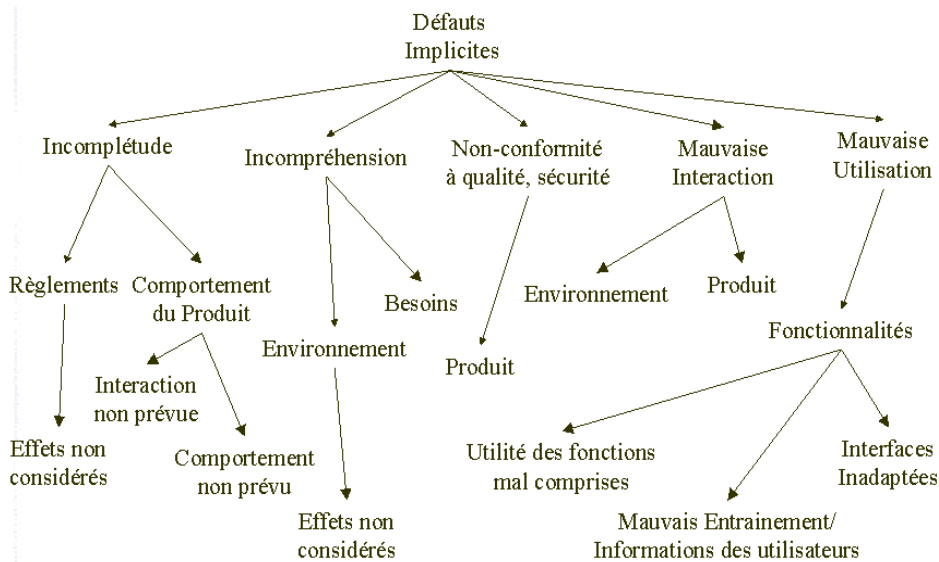 Défauts
Implicites
Incomplétude
Incompréhension
Non-conformité
à qualité, sécurité
Mauvaise
Interaction
Mauvaise
Utilisation
Règlements
Comportement
du Produit
Besoins
Environnement
Produit
Environnement
Produit
Fonctionnalités
Interaction
non prévue
Effets non
considérés
Comportement
non prévu
Utilité des fonctions
mal comprises
Interfaces
Inadaptées
Effets non
considérés
Mauvais Entrainement/
Informations des utilisateurs